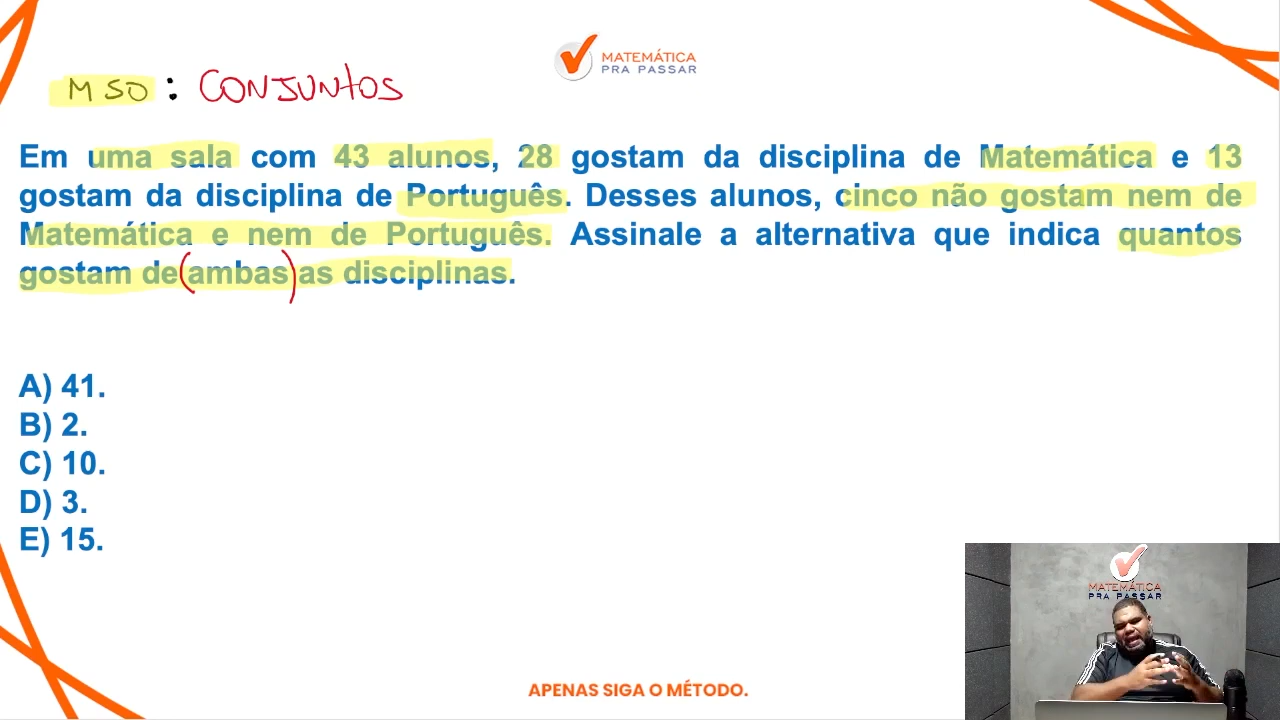 MATEMÁTICA
PRA PASSAR
MSO : CONJUNTOS
Em uma sala com 43 alunos, 28 gostam da disciplina de Matemática e 13
gostam da disciplina de Português. Desses alunos, cinco não gostam nem de
Matemática e nem de Português. Assinale a alternativa que indica quantos
gostam de (ambas) as disciplinas.
A) 41.
B) 2.
C) 10.
D) 3.
E) 15.
MATEMÁTICA
PRA PASSAR
APENAS SIGA O MÉTODO.